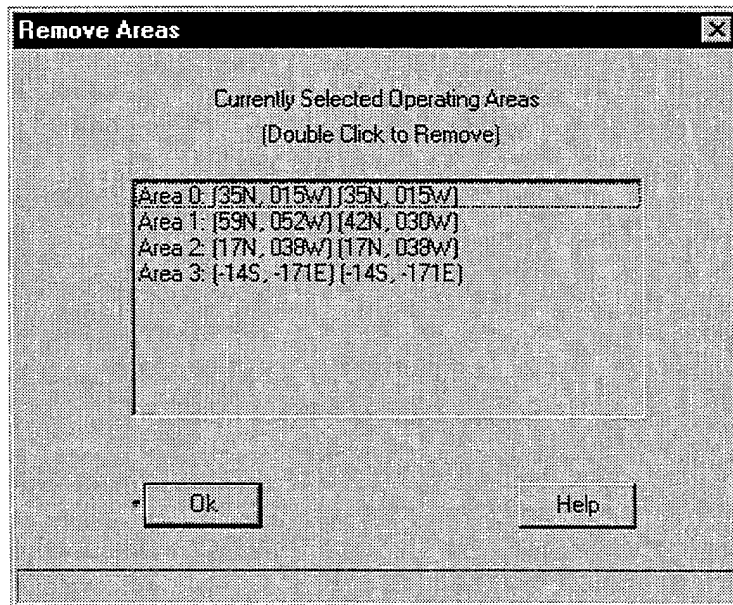 Remove Areas
Currently Selected Operating Areas
(Double Click to Remove)
Area 0: (35N, 015W) (35N, 015W)
Area 1: (59N, 052W) (42N, 030W)
Area 2: (17N, 038W) (17N, 038W)
Area 3: (-14S, -171E) (-14S, -171E)
Ok
Help